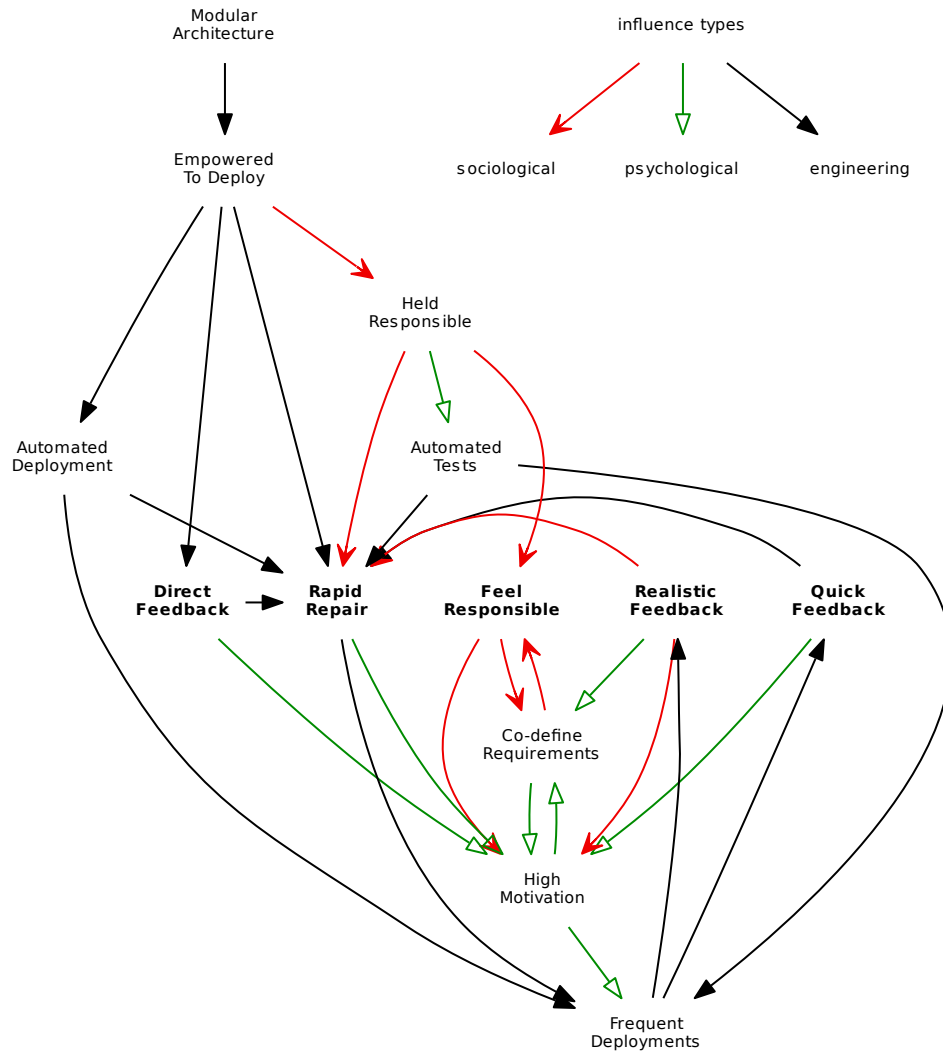 Modular
Architecture
influence types
Empowered
To Deploy
sociological
psychological
engineering
Held
Responsible
Automated
Deployment
Automated
Tests
Direct
Feedback
Rapid
Repair
Feel
Responsible
Realistic
Feedback
Quick
Feedback
Co-define
Requirements
High
Motivation
Frequent
Deployments